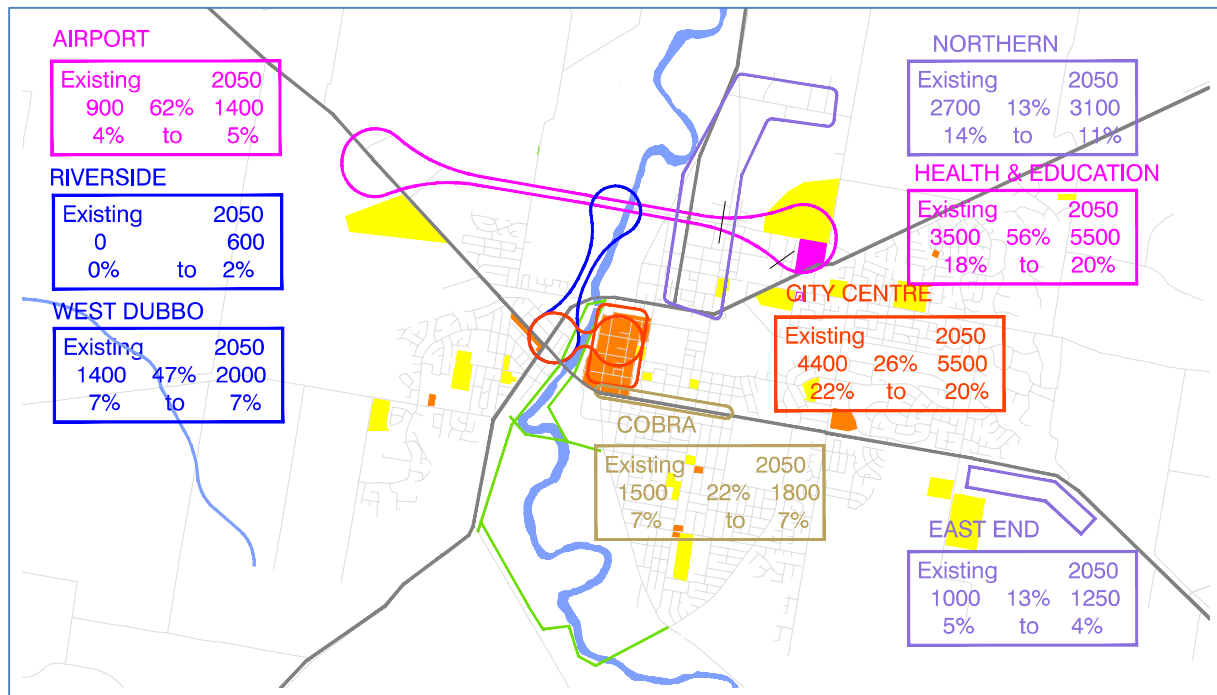 AIRPORT
Existing 2050
900 62% 1400
4% to 5%
RIVERSIDE
Existing 2050
0 600
0% to 2%
WEST DUBBO
Existing 2050
1400 47% 2000
7% to 7%
NORTHERN
Existing 2050
2700 13% 3100
14% to 11%
HEALTH & EDUCATION
Existing 2050
3500 56% 5500
18% to 20%
CITY CENTRE
Existing 2050
4400 26% 5500
22% to 20%
COBRA
Existing 2050
1500 22% 1800
7% to 7%
EAST END
Existing 2050
1000 13% 1250
5% to 4%